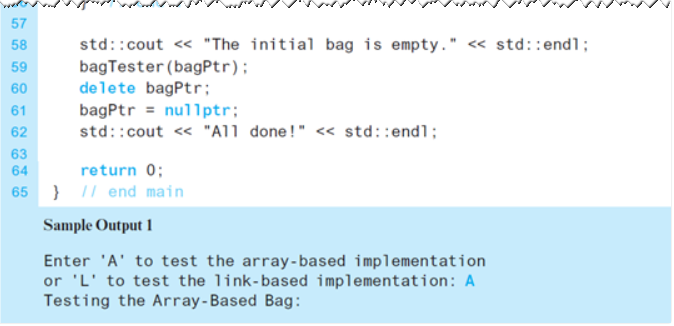 57
58 std::cout << "The initial bag is empty." << std::endl;
59 bagTester(bagPtr);
60 delete bagPtr;
61 bagPtr = nullptr;
62 std::cout << "All done!" << std::endl;
63
64 return 0;
65 } // end main
Sample Output 1
Enter 'A' to test the array-based implementation
or 'L' to test the link-based implementation: A
Testing the Array-Based Bag: